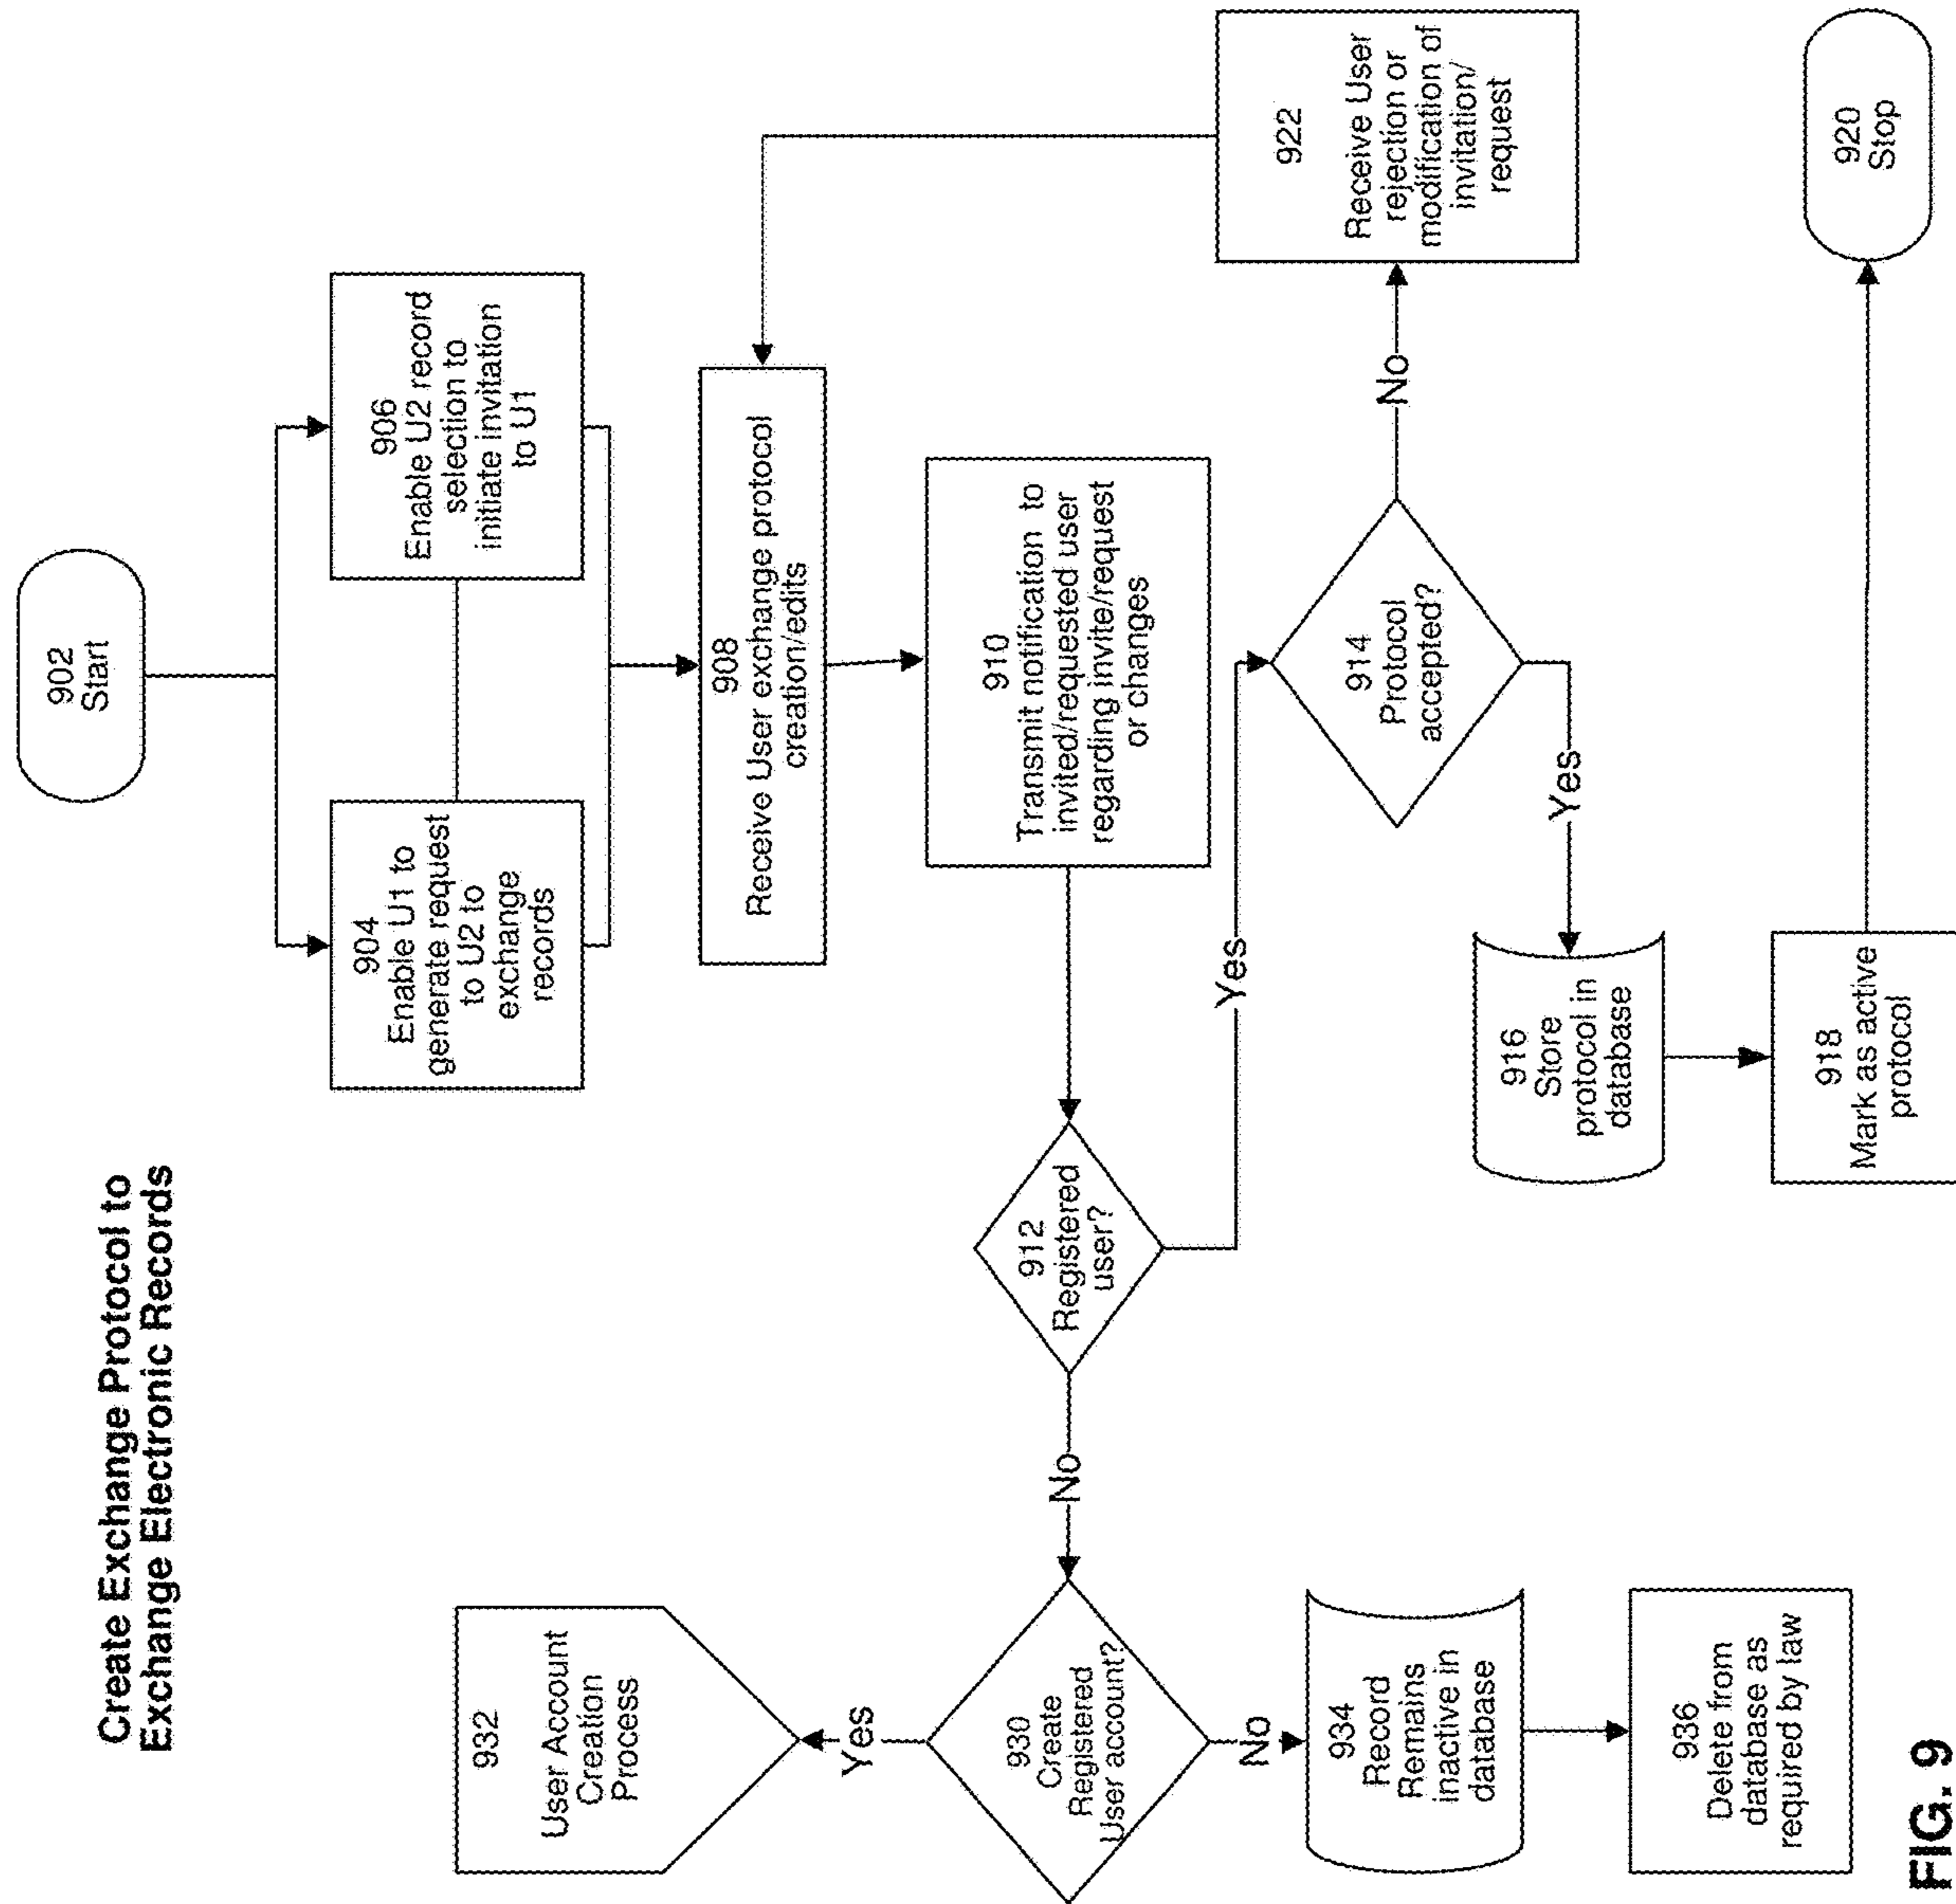 Create Exchange Protocol to
Exchange Electronic Records
902
Start
904
Enable U1 to
generate request
to U2 to
exchange
records
906
Enable U2 record
selection to
initiate invitation
to U1
908
Receive User exchange protocol
creation/edits
910
Transmit notification to
invited/requested user
regarding invite/request
or changes
912
Registered
user?
Yes
No
914
Protocol
accepted?
No
Yes
922
Receive User
rejection or
modification of
invitation/
request
916
Store
protocol in
database
918
Mark as active
protocol
920
Stop
930
Create
Registered
User account?
Yes
No
932
User Account
Creation
Process
934
Record
Remains
inactive in
database
936
Delete from
database as
required by law
FIG. 9